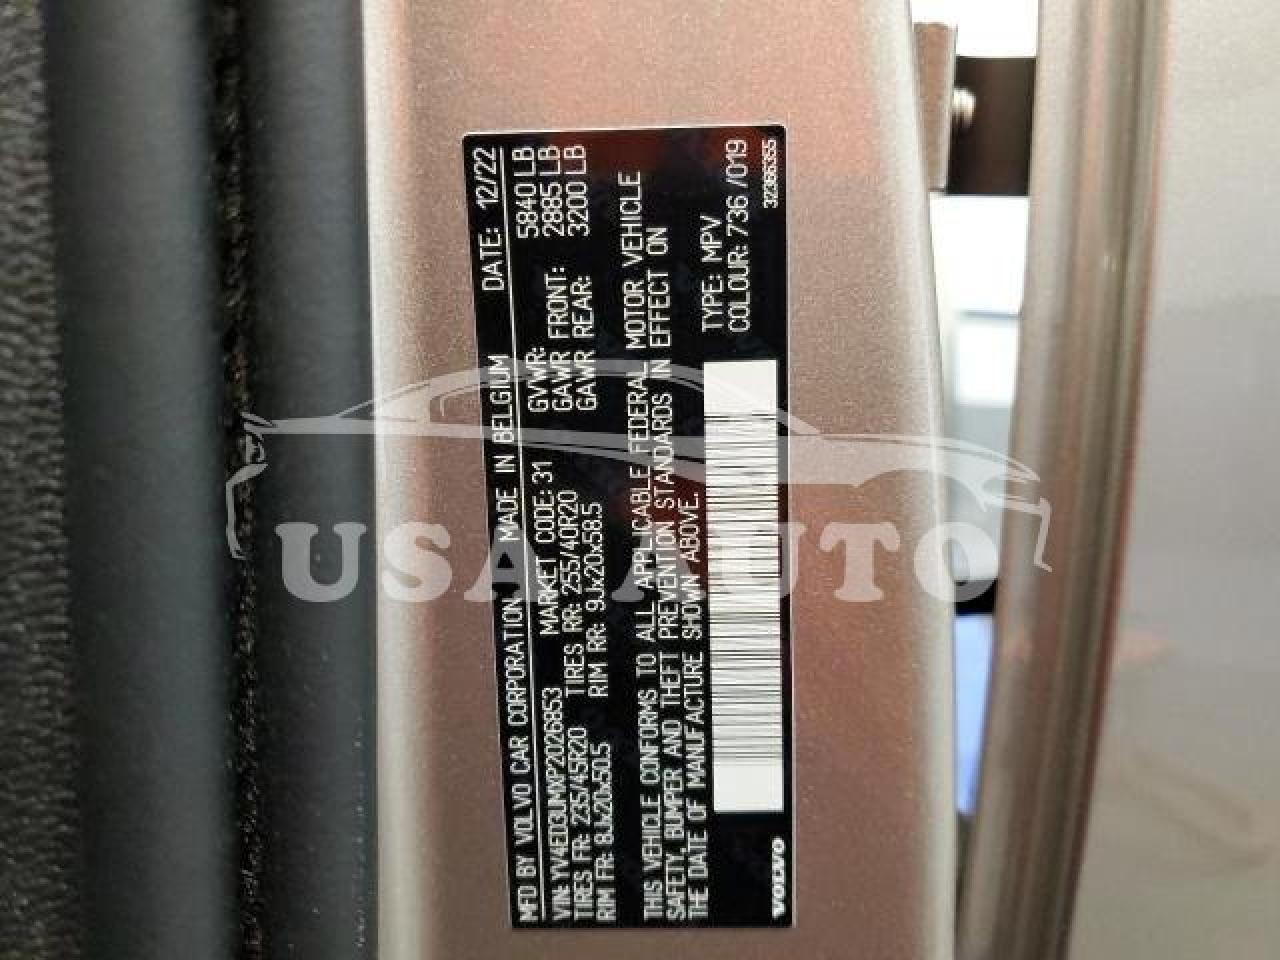 MFD BY VOLVO CAR CORPORATION MADE IN BELGIUM DATE: 12/22
VIN: YV4ED3UMXP2026853 MARKET CODE: 31 GVWR: 5840 LB
TIRES FR: 235/45R20 TIRES RR: 255/40R20 GAWR FRONT: 2885 LB
RIM FR: 8Jx20x50.5 RIM RR: 9Jx20x58.5 GAWR REAR: 3200 LB
THIS VEHICLE CONFORMS TO ALL APPLICABLE FEDERAL MOTOR VEHICLE
SAFETY, BUMPER AND THEFT PREVENTION STANDARDS IN EFFECT ON
THE DATE OF MANUFACTURE SHOWN ABOVE.
TYPE: MPV
COLOUR: 736 /019
VOLVO
32366355
USA AUTO